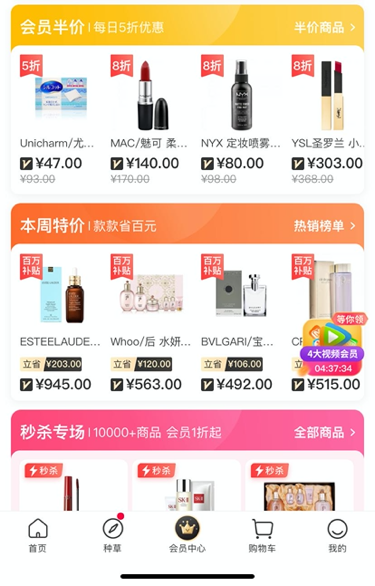 会员半价 | 每日5折优惠 半价商品 >
5折 8折 8折 8折
Unicharm/尤... MAC/魅可 柔... NYX 定妆喷雾... YSL圣罗兰 小...
V ¥47.00 V ¥140.00 V ¥80.00 V ¥303.00
¥93.00 ¥170.00 ¥98.00 ¥368.00
本周特价 | 款款省百元 热销榜单 >
百万补贴 百万补贴 百万补贴
等你领
ESTEELAUDE... Whoo/后 水妍... BVLGARI/宝...
4大视频会员
立省 ¥203.00 立省 ¥120.00 立省 ¥106.00
04:37:34
V ¥945.00 V ¥563.00 V ¥492.00 ¥515.00
秒杀专场 | 10000+商品 会员1折起 全部商品 >
秒杀 秒杀 秒杀
SK-II
首页 种草 会员中心 购物车 我的